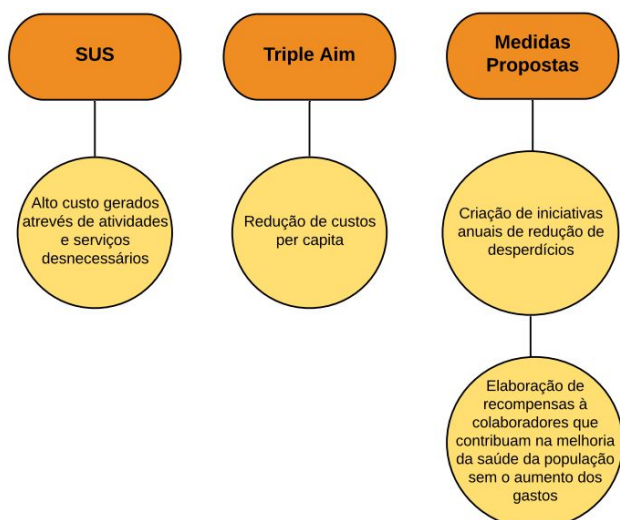 SUS
Alto custo gerados
atrevés de atividades
e serviços
desnecessários
Triple Aim
Redução de custos
per capita
Medidas
Propostas
Criação de iniciativas
anuais de redução de
desperdícios
Elaboração de
recompensas à
colaboradores que
contribuam na melhoria
da saúde da população
sem o aumento dos
gastos